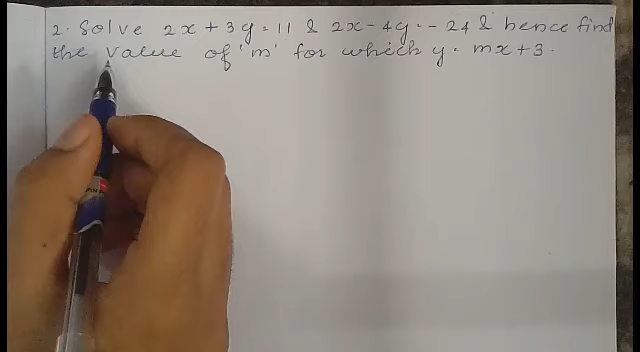 2. Solve 2x + 3y = 11 & 2x - 4y = - 24 & hence find
the value of 'm' for which y = mx + 3.